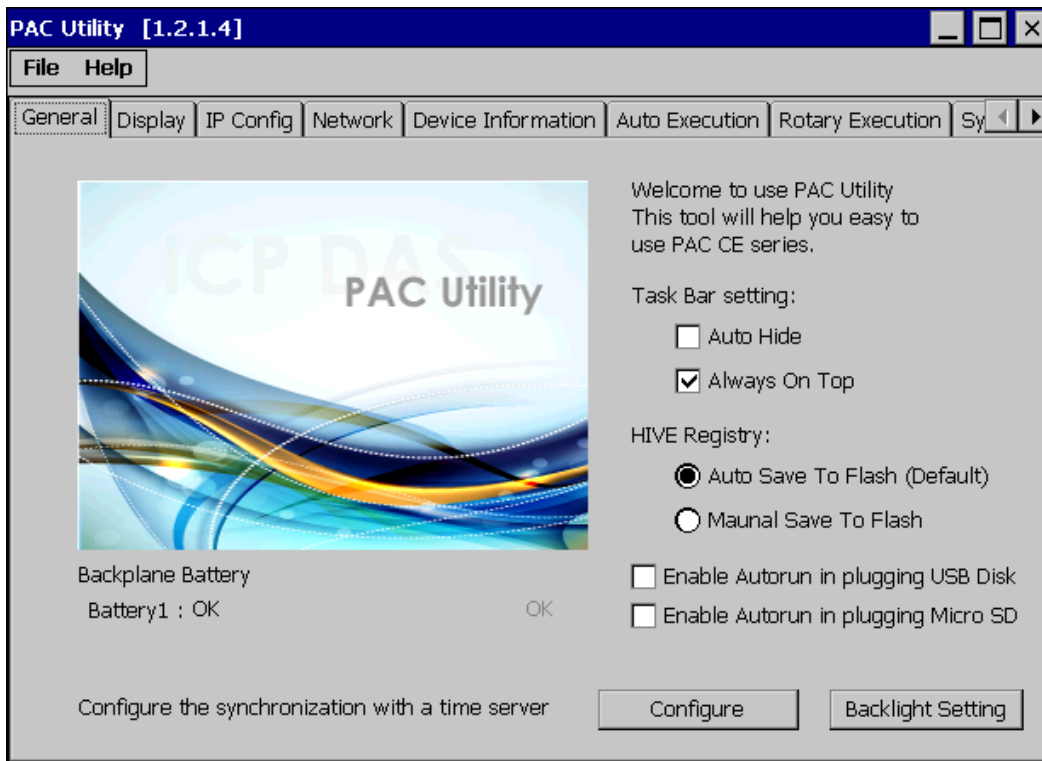 PAC Utility [1.2.1.4]
File Help
General Display IP Config Network Device Information Auto Execution Rotary Execution Sy
ICP DAS
PAC Utility
Welcome to use PAC Utility
This tool will help you easy to
use PAC CE series.
Task Bar setting:
Auto Hide
Always On Top
HIVE Registry:
Auto Save To Flash (Default)
Maunal Save To Flash
Backplane Battery
Battery1 : OK OK
Enable Autorun in plugging USB Disk
Enable Autorun in plugging Micro SD
Configure the synchronization with a time server Configure Backlight Setting